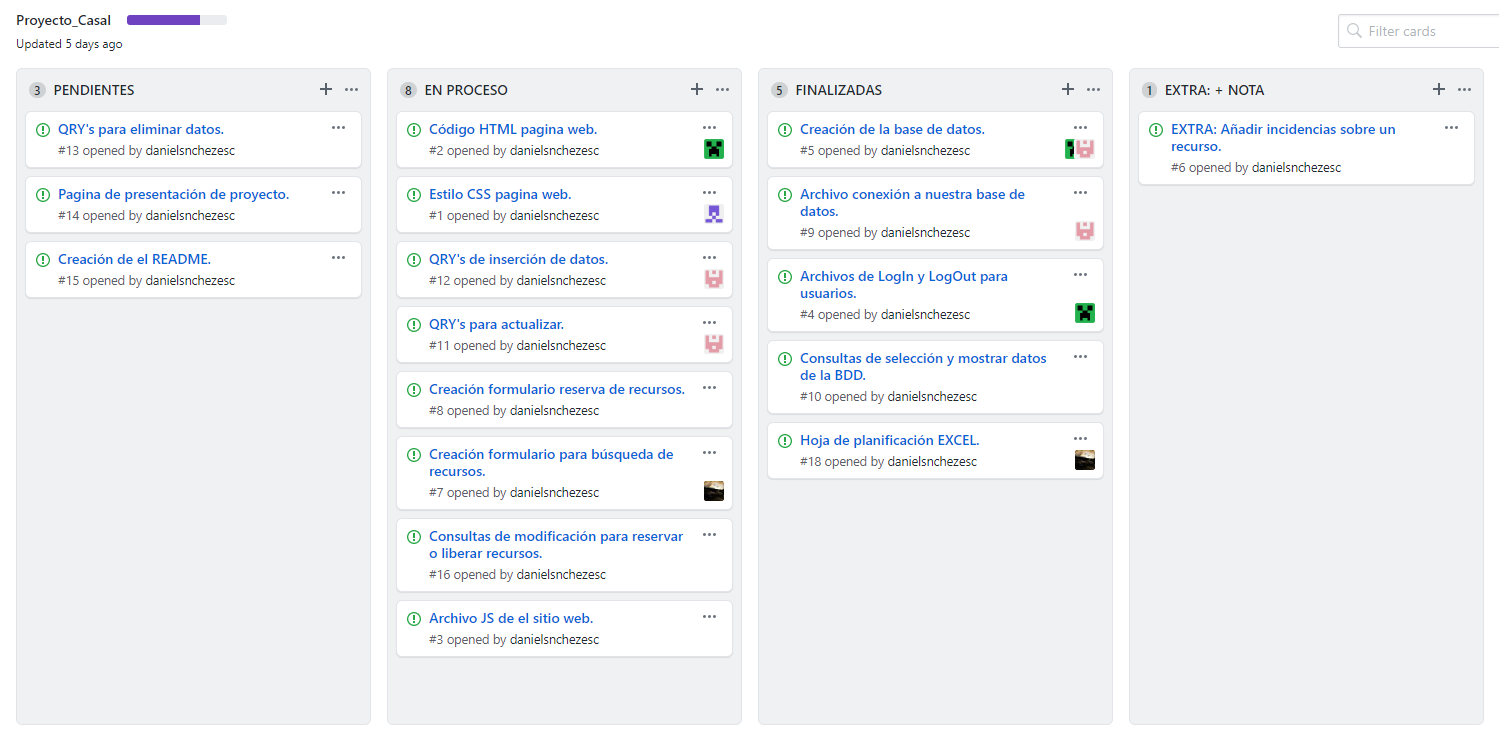 Proyecto_Casal
Updated 5 days ago
Filter cards
3 PENDIENTES
QRY's para eliminar datos.
#13 opened by danielsnchezesc
Pagina de presentación de proyecto.
#14 opened by danielsnchezesc
Creación de el README.
#15 opened by danielsnchezesc
8 EN PROCESO
Código HTML pagina web.
#2 opened by danielsnchezesc
Estilo CSS pagina web.
#1 opened by danielsnchezesc
QRY's de inserción de datos.
#12 opened by danielsnchezesc
QRY's para actualizar.
#11 opened by danielsnchezesc
Creación formulario reserva de recursos.
#8 opened by danielsnchezesc
Creación formulario para búsqueda de
recursos.
#7 opened by danielsnchezesc
Consultas de modificación para reservar
o liberar recursos.
#16 opened by danielsnchezesc
Archivo JS de el sitio web.
#3 opened by danielsnchezesc
5 FINALIZADAS
Creación de la base de datos.
#5 opened by danielsnchezesc
Archivo conexión a nuestra base de
datos.
#9 opened by danielsnchezesc
Archivos de LogIn y LogOut para
usuarios.
#4 opened by danielsnchezesc
Consultas de selección y mostrar datos
de la BDD.
#10 opened by danielsnchezesc
Hoja de planificación EXCEL.
#18 opened by danielsnchezesc
1 EXTRA: + NOTA
EXTRA: Añadir incidencias sobre un
recurso.
#6 opened by danielsnchezesc